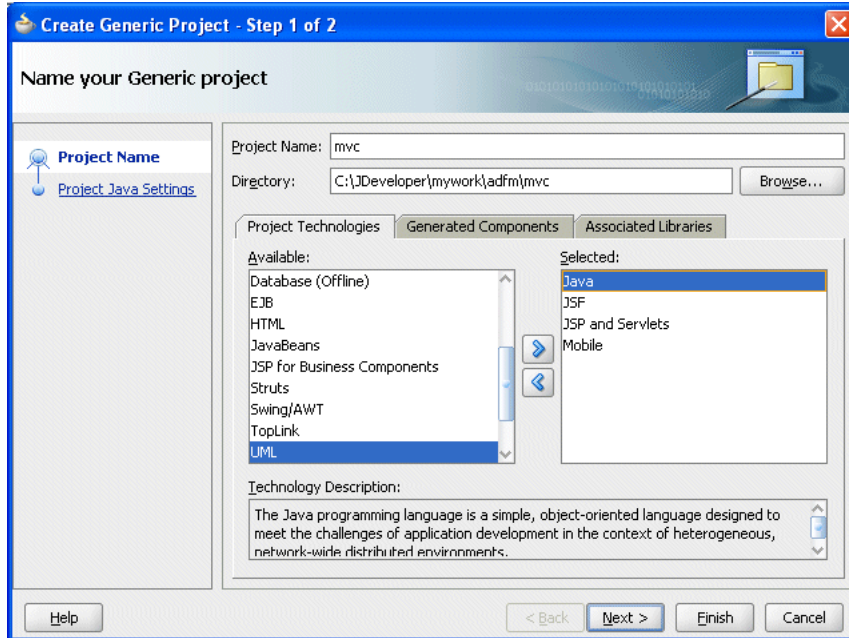 Create Generic Project - Step 1 of 2
Name your Generic project
Project Name
Project Java Settings
Project Name: mvc
Directory: C:\JDeveloper\mywork\adfm\mvc Browse...
Project Technologies Generated Components Associated Libraries
Available:
Database (Offline)
EJB
HTML
JavaBeans
JSP for Business Components
Struts
Swing/AWT
TopLink
UML
Selected:
Java
JSF
JSP and Servlets
Mobile
Technology Description:
The Java programming language is a simple, object-oriented language designed to
meet the challenges of application development in the context of heterogeneous,
network-wide distributed environments.
Help < Back Next > Finish Cancel